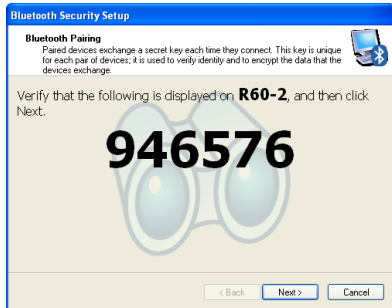 Bluetooth Security Setup
Bluetooth Pairing
Paired devices exchange a secret key each time they connect. This key is unique
for each pair of devices; it is used to verify identity and to encrypt the data that the
devices exchange.
Verify that the following is displayed on R60-2, and then click
Next.
946576
< Back
Next >
Cancel